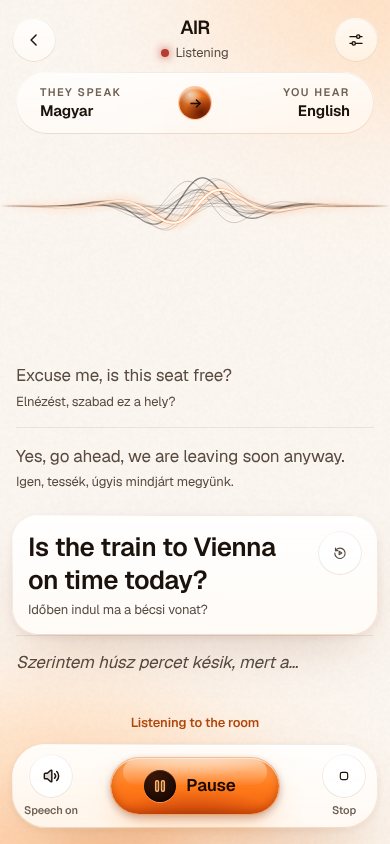 AIR
Listening
THEY SPEAK
Magyar
YOU HEAR
English
Excuse me, is this seat free?
Elnézést, szabad ez a hely?
Yes, go ahead, we are leaving soon anyway.
Igen, tessék, úgyis mindjárt megyünk.
Is the train to Vienna
on time today?
Időben indul ma a bécsi vonat?
Szerintem húsz percet késik, mert a...
Listening to the room
Speech on
Pause
Stop